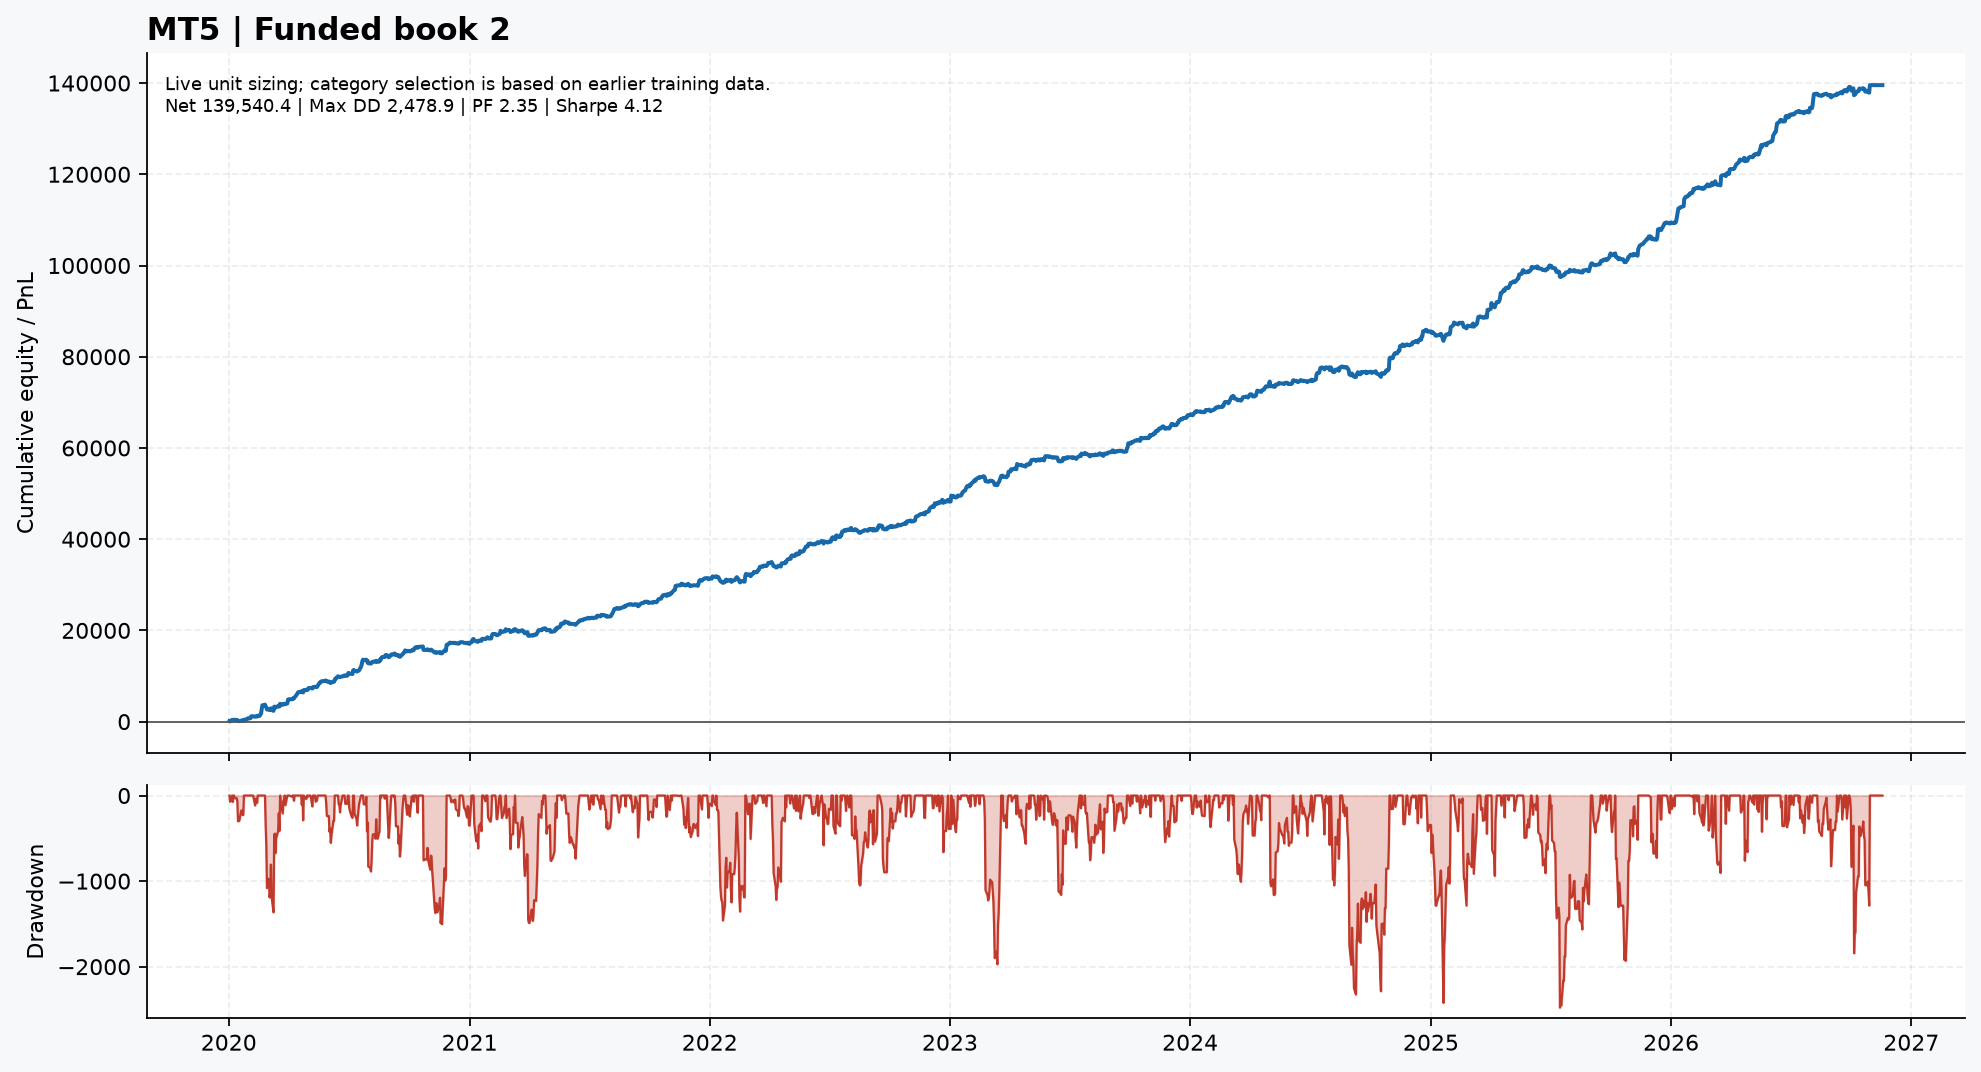 MT5 | Funded book 2
Live unit sizing; category selection is based on earlier training data.
Net 139,540.4 | Max DD 2,478.9 | PF 2.35 | Sharpe 4.12
Cumulative equity / PnL
140000
120000
100000
80000
60000
40000
20000
0
Drawdown
0
−1000
−2000
2020 2021 2022 2023 2024 2025 2026 2027